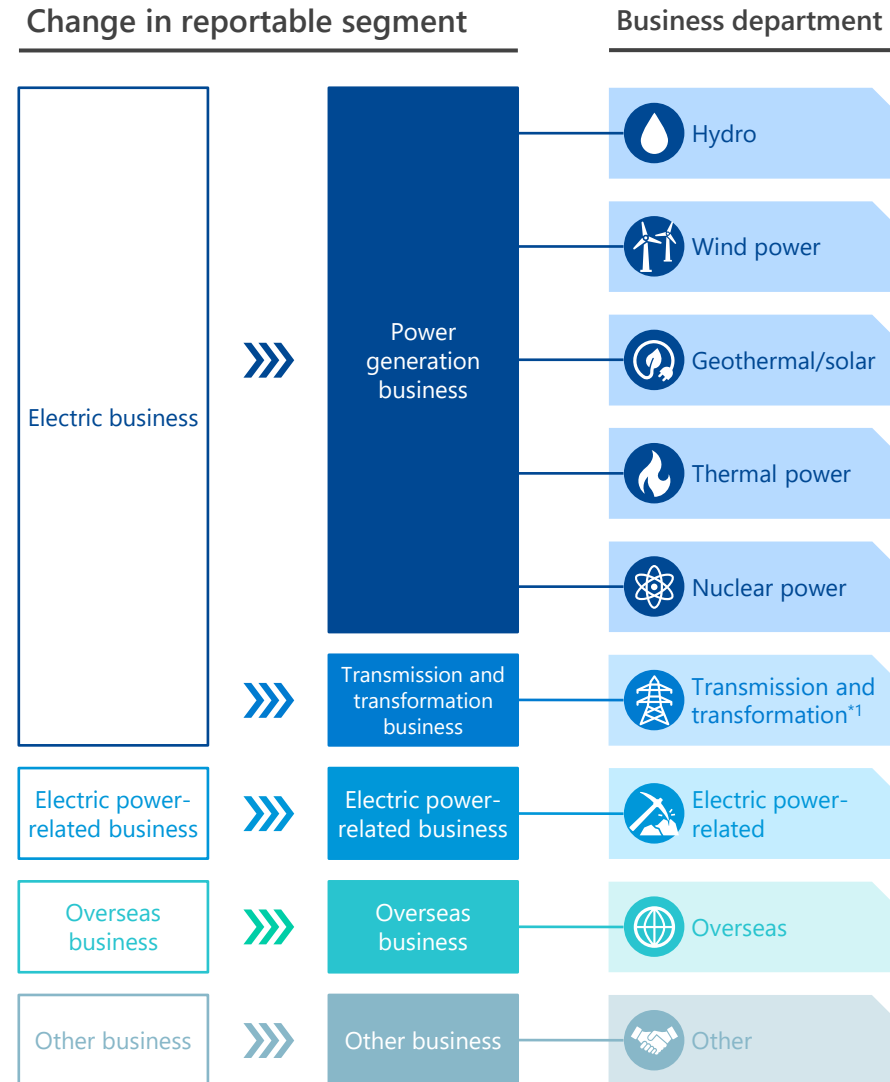 Change in reportable segment
Business department
Electric business
Power
generation
business
Hydro
Wind power
Geothermal/solar
Thermal power
Nuclear power
Transmission and
transformation
business
Transmission and
transformation*1
Electric power-
related business
Electric power-
related business
Electric power-
related
Overseas
business
Overseas
business
Overseas
Other business
Other business
Other